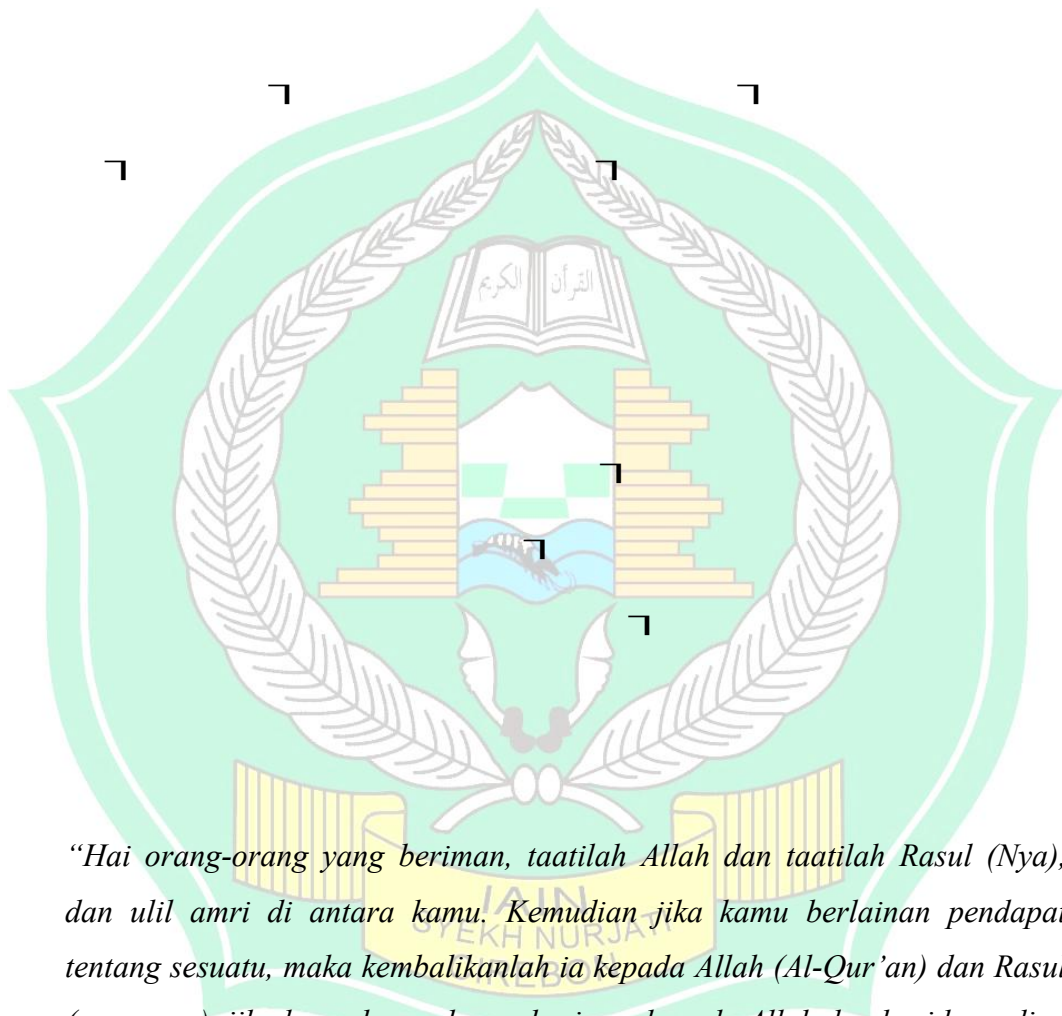 القرآن الكريم
“Hai orang-orang yang beriman, taatilah Allah dan taatilah Rasul (Nya),
dan ulil amri di antara kamu. Kemudian jika kamu berlainan pendapat
tentang sesuatu, maka kembalikanlah ia kepada Allah (Al-Qur’an) dan Rasul
IAIN
SYEKH NURJATI
CIREBON